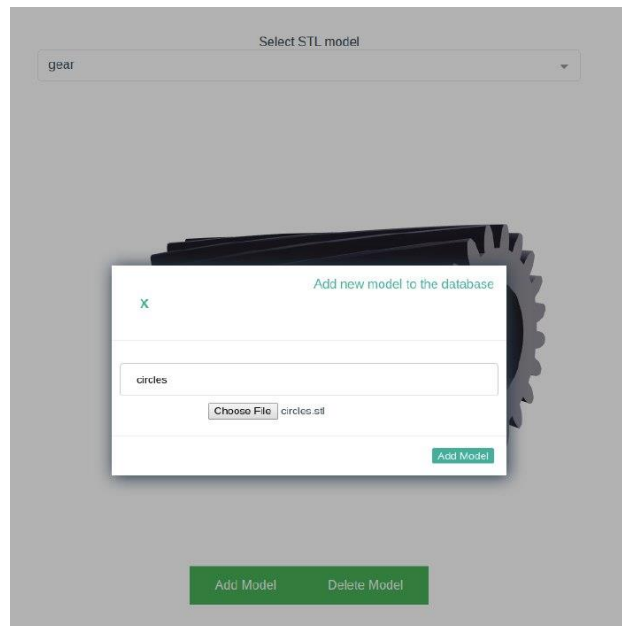 Select STL model
gear
Add new model to the database
X
circles
Choose File circles.stl
Add Model
Add Model Delete Model